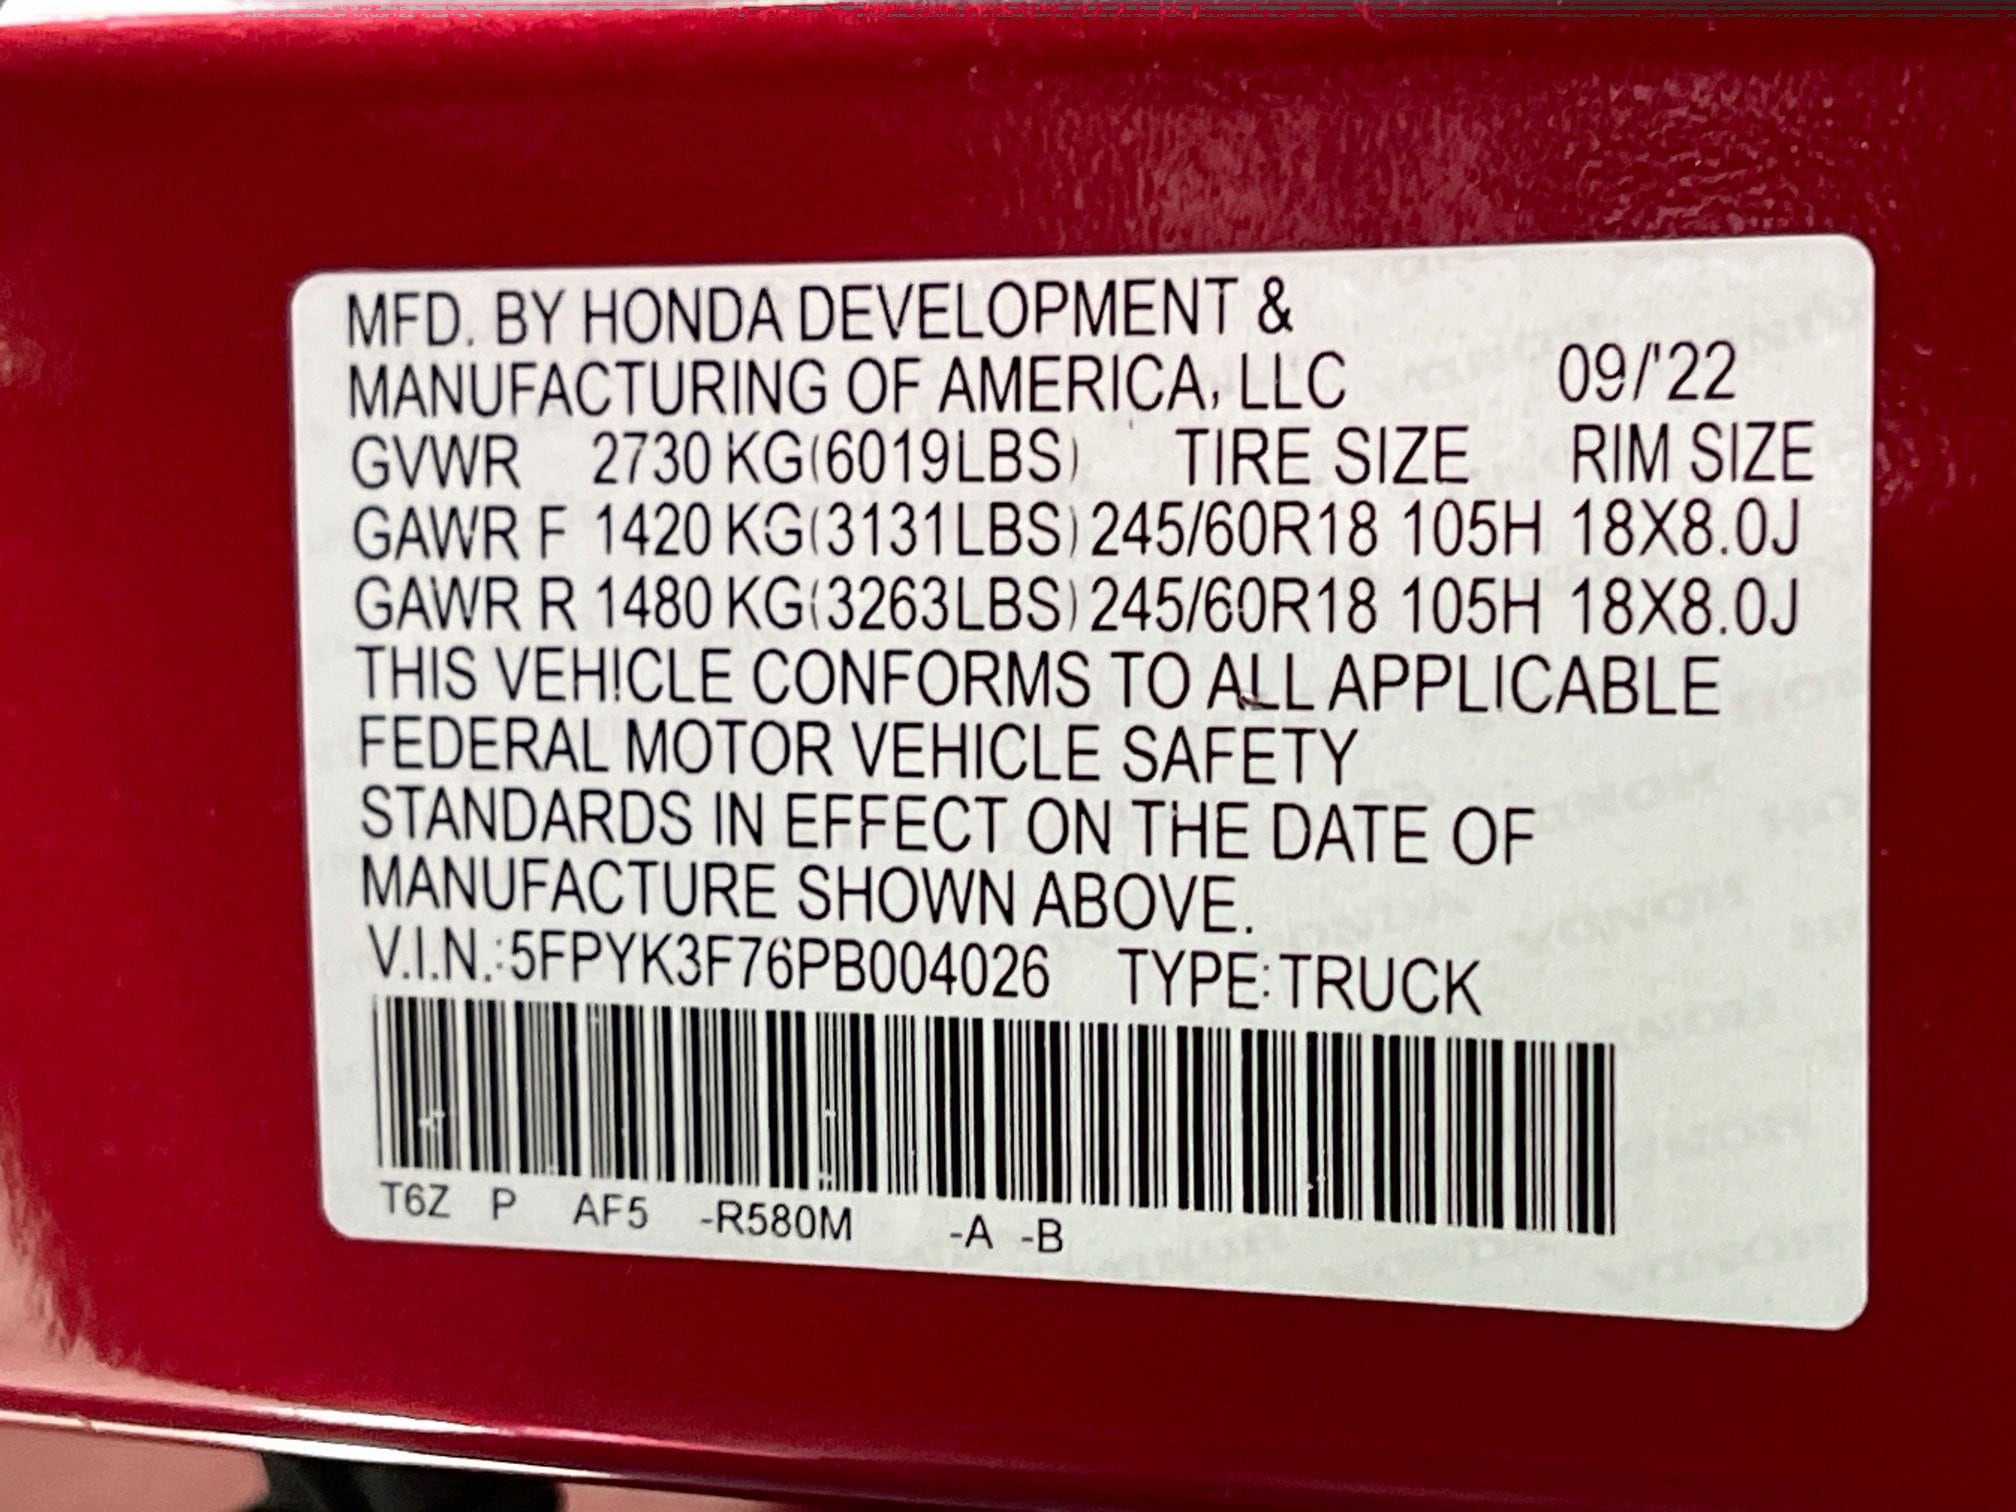 MFD. BY HONDA DEVELOPMENT &
MANUFACTURING OF AMERICA, LLC 09/'22
GVWR 2730 KG(6019LBS) TIRE SIZE RIM SIZE
GAWR F 1420 KG(3131LBS) 245/60R18 105H 18X8.0J
GAWR R 1480 KG(3263LBS) 245/60R18 105H 18X8.0J
THIS VEHICLE CONFORMS TO ALL APPLICABLE
FEDERAL MOTOR VEHICLE SAFETY
STANDARDS IN EFFECT ON THE DATE OF
MANUFACTURE SHOWN ABOVE.
V.I.N.:5FPYK3F76PB004026 TYPE:TRUCK
T6Z P AF5 -R580M -A -B